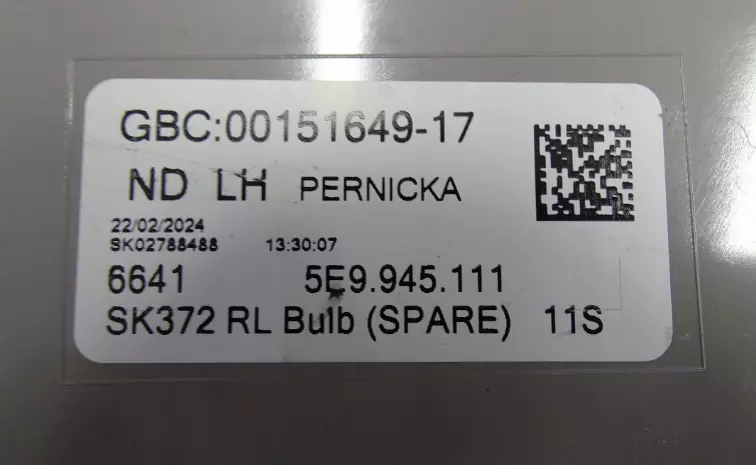 GBC:00151649-17
ND LH PERNICKA
22/02/2024
SK02788488 13:30:07
6641 5E9.945.111
SK372 RL Bulb (SPARE) 11S